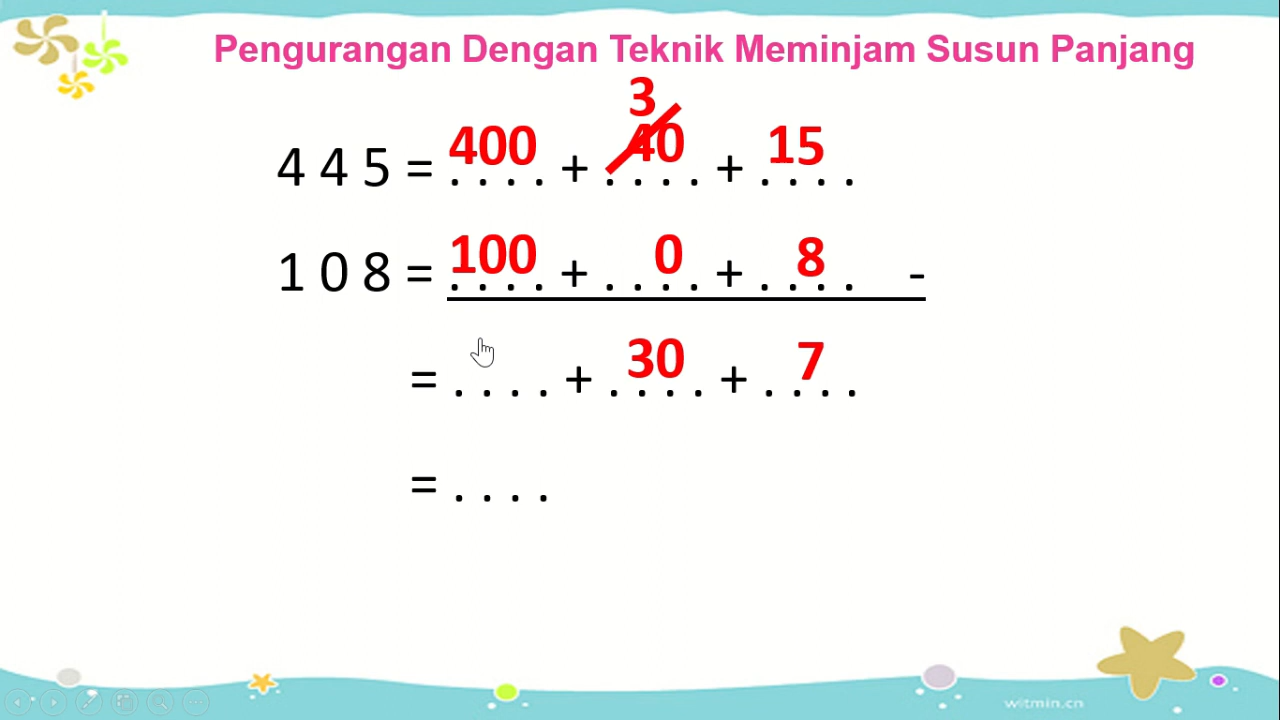 Pengurangan Dengan Teknik Meminjam Susun Panjang
3
4 4 5 = 400 + 40 + 15
1 0 8 = 100 + 0 + 8 -
= . . . . + 30 + 7
= . . . .
witmin.cn